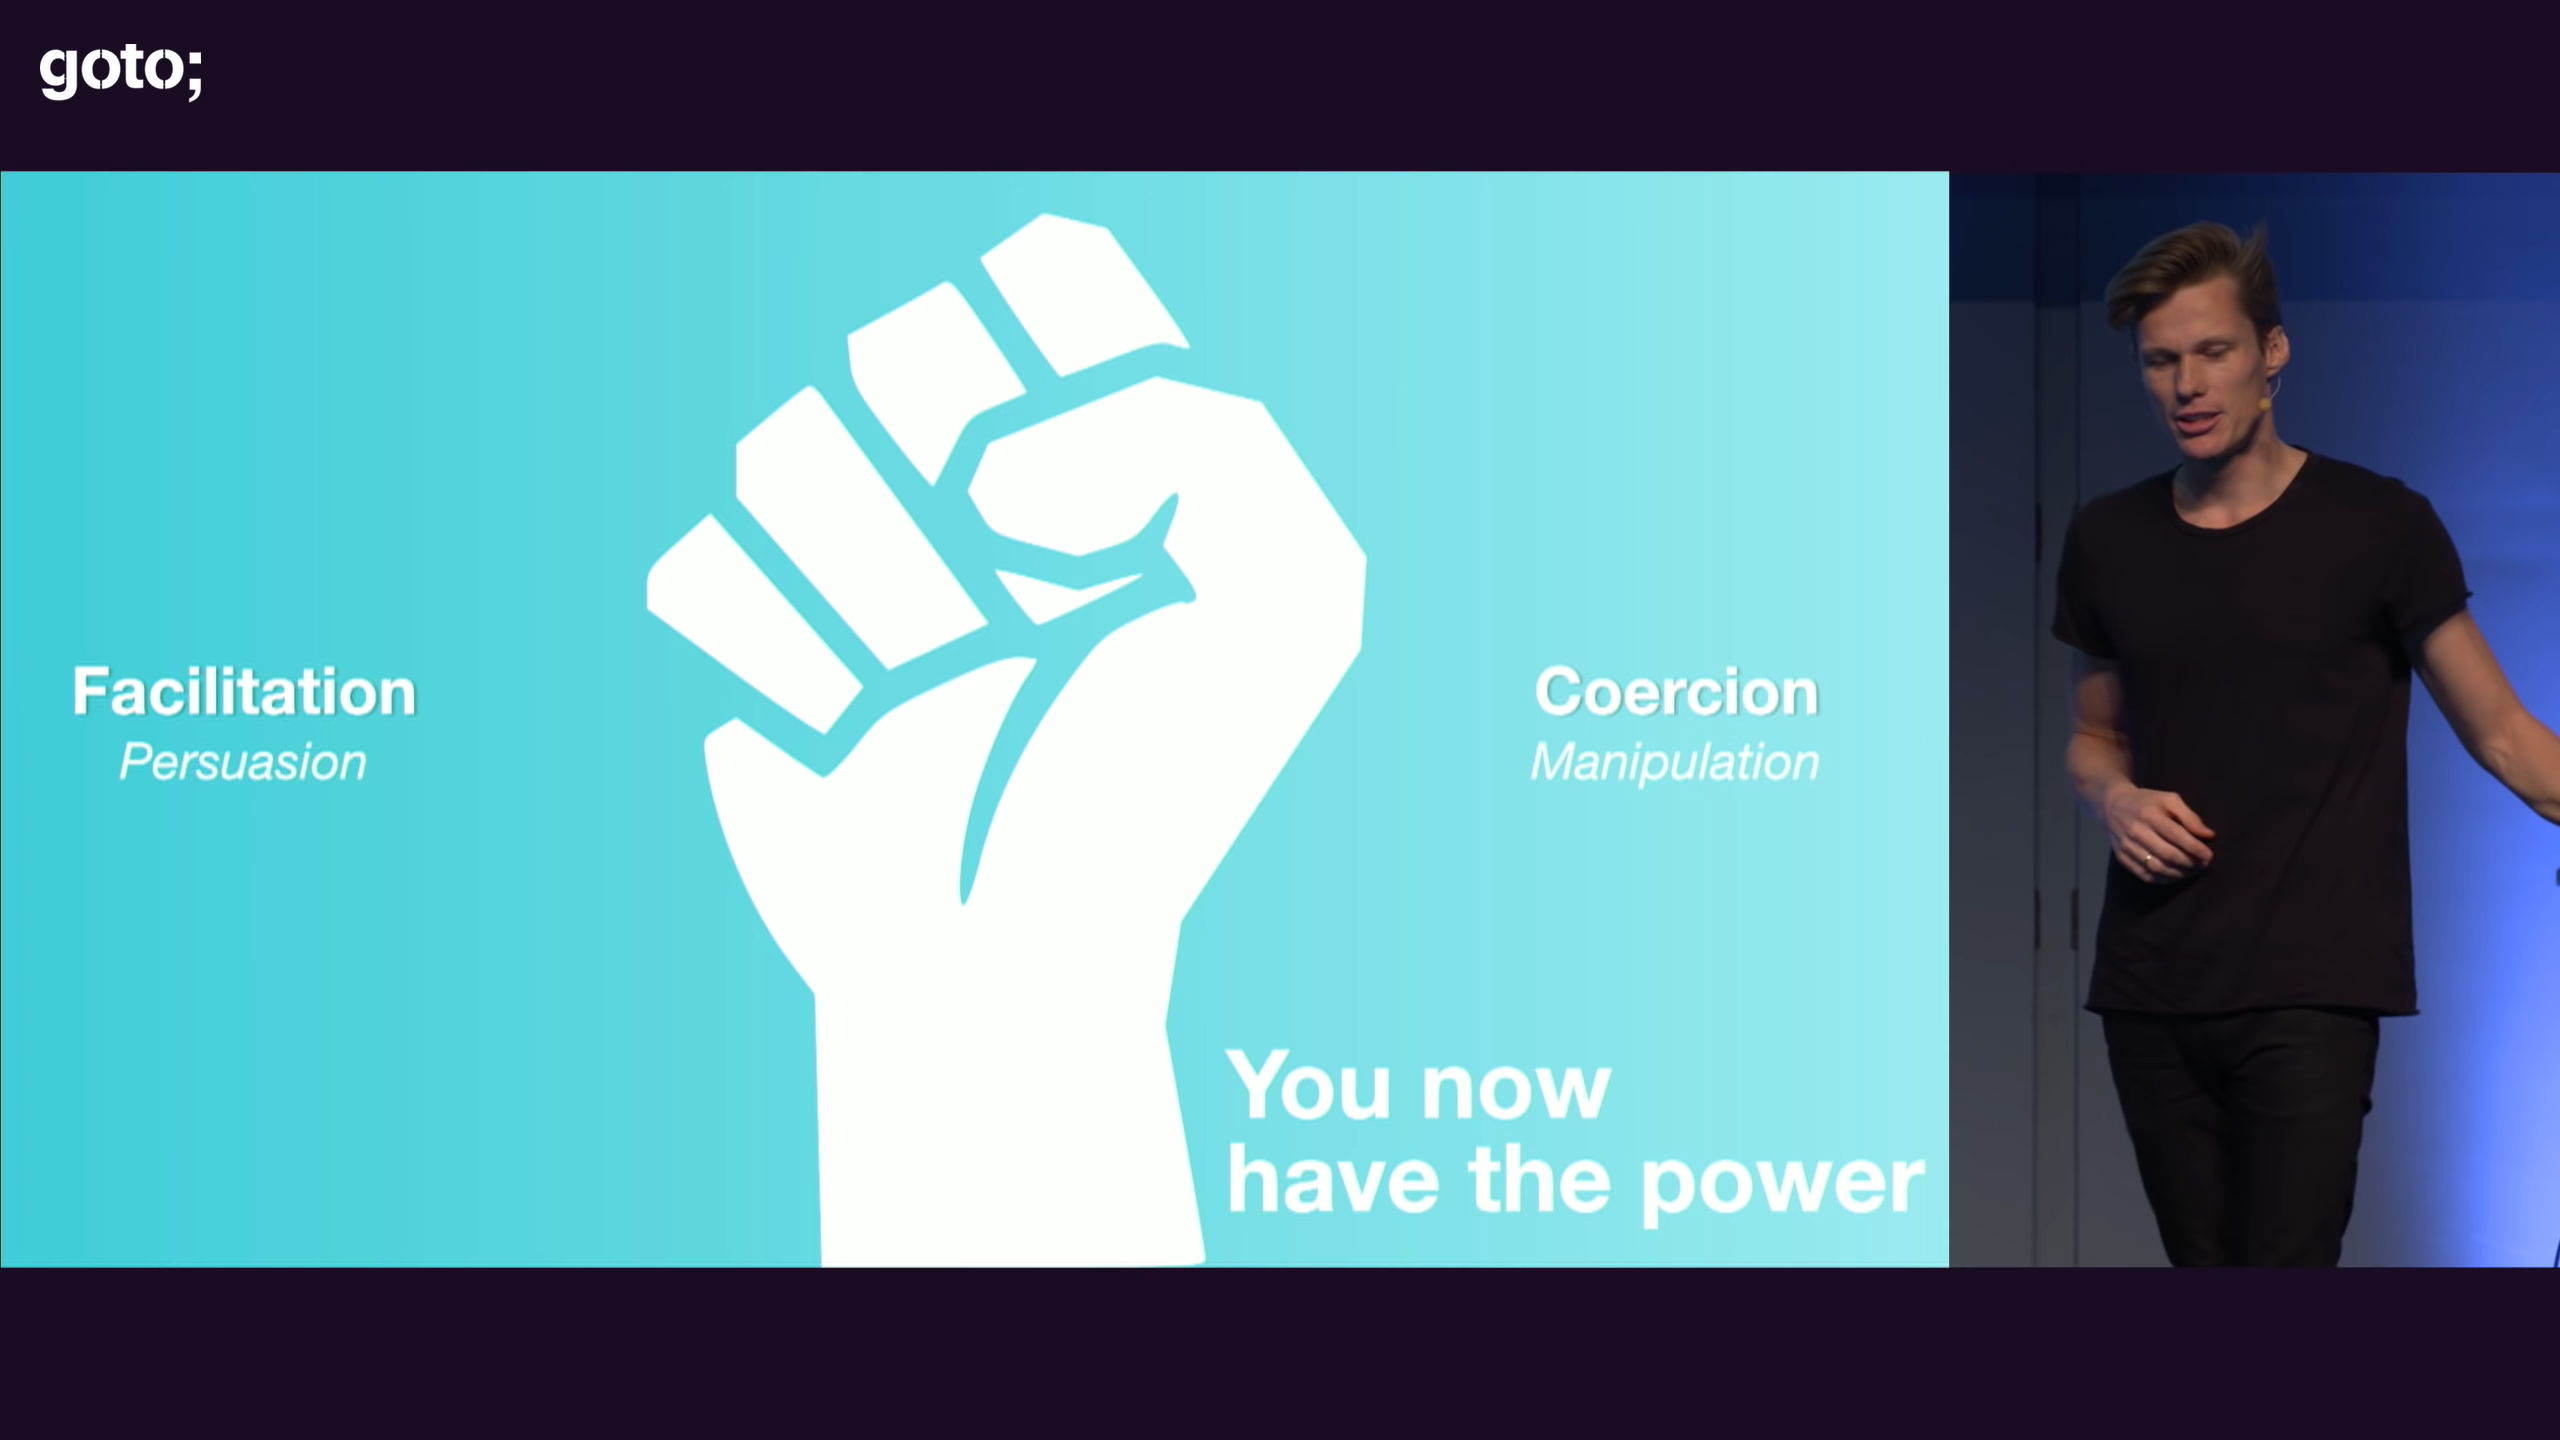 goto;
Facilitation
Persuasion
Coercion
Manipulation
You now
have the power